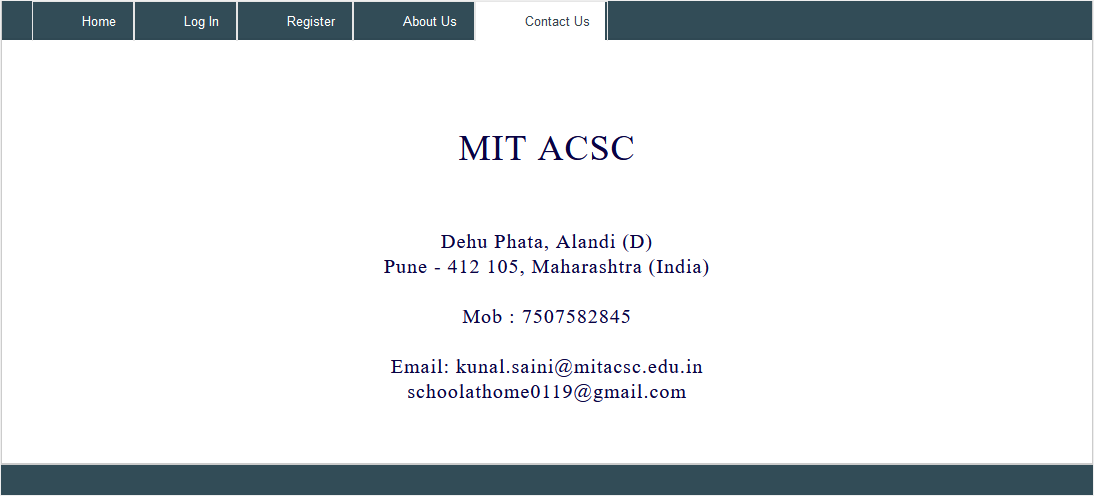 Home Log In Register About Us Contact Us
MIT ACSC
Dehu Phata, Alandi (D)
Pune - 412 105, Maharashtra (India)
Mob : 7507582845
Email: kunal.saini@mitacsc.edu.in
schoolathome0119@gmail.com